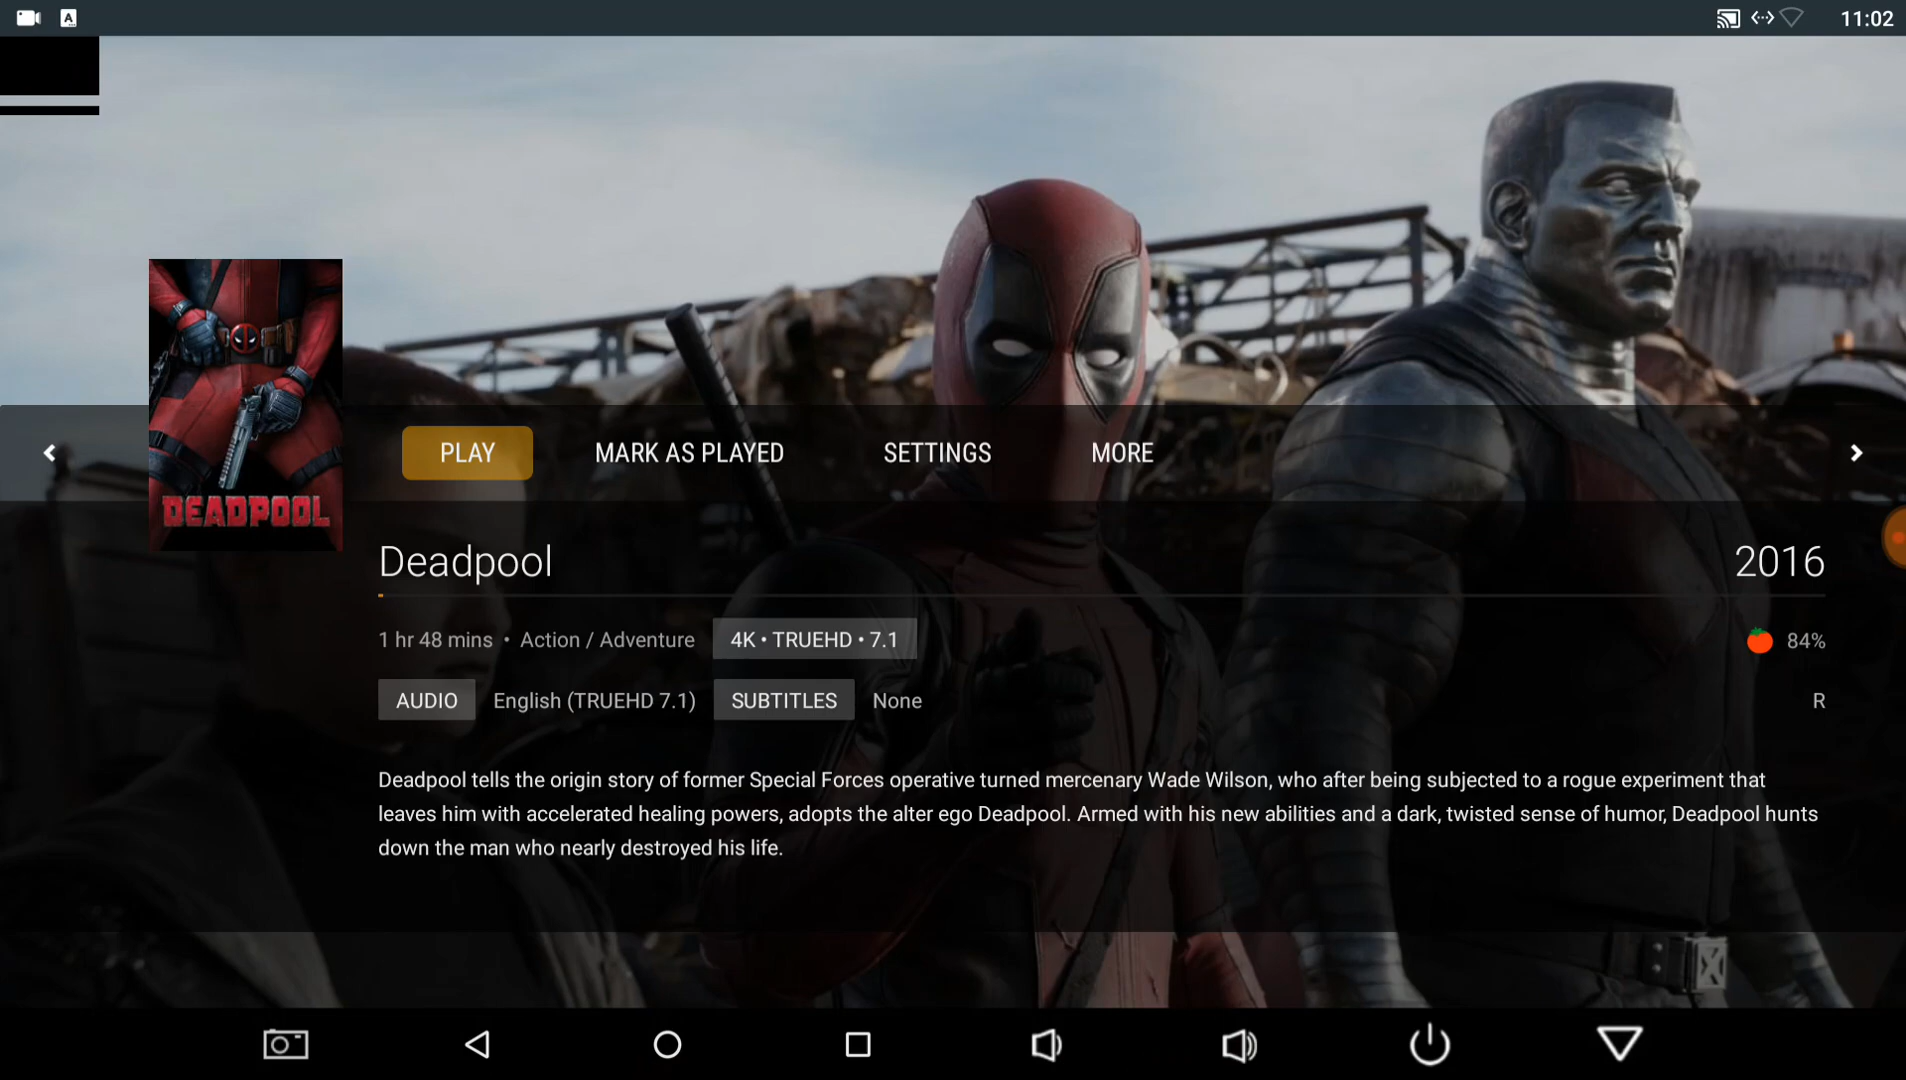 A
11:02
DEADPOOL
PLAY
MARK AS PLAYED
SETTINGS
MORE
Deadpool
2016
1 hr 48 mins • Action / Adventure
4K • TRUEHD • 7.1
84%
AUDIO
English (TRUEHD 7.1)
SUBTITLES
None
R
Deadpool tells the origin story of former Special Forces operative turned mercenary Wade Wilson, who after being subjected to a rogue experiment that
leaves him with accelerated healing powers, adopts the alter ego Deadpool. Armed with his new abilities and a dark, twisted sense of humor, Deadpool hunts
down the man who nearly destroyed his life.
X